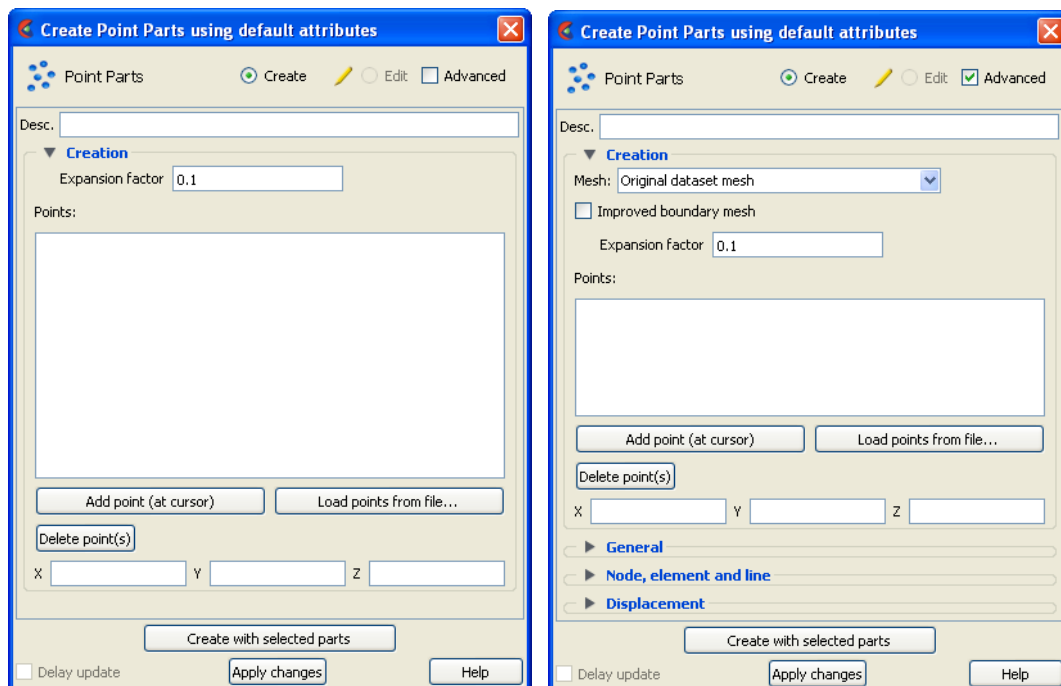 Create Point Parts using default attributes
Point Parts Create Edit Advanced
Desc.
Creation
Expansion factor 0.1
Points:
Add point (at cursor) Load points from file...
Delete point(s)
X Y Z
Create with selected parts
Delay update Apply changes Help
Create Point Parts using default attributes
Point Parts Create Edit Advanced
Desc.
Creation
Mesh: Original dataset mesh
Improved boundary mesh
Expansion factor 0.1
Points:
Add point (at cursor) Load points from file...
Delete point(s)
X Y Z
General
Node, element and line
Displacement
Create with selected parts
Delay update Apply changes Help